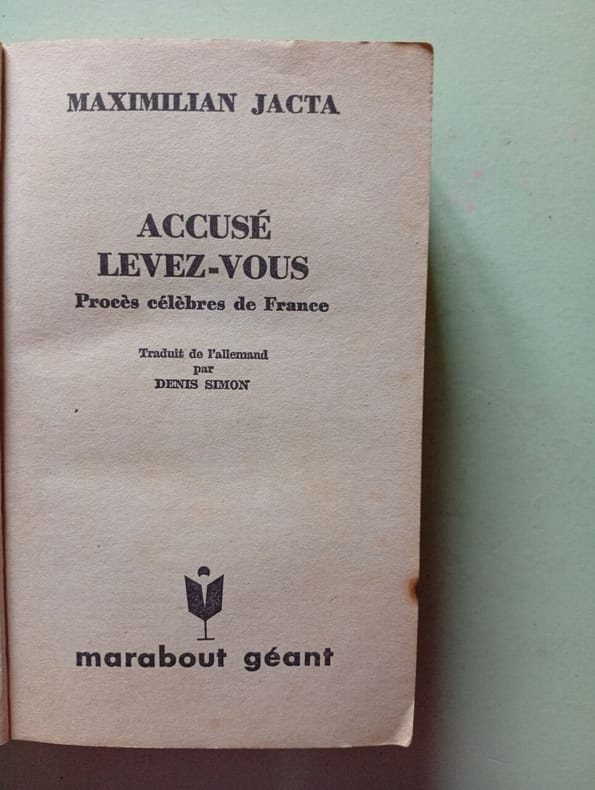 MAXIMILIAN JACTA
ACCUSÉ
LEVEZ-VOUS
Procès célèbres de France
Traduit de l'allemand
par
DENIS SIMON
marabout géant